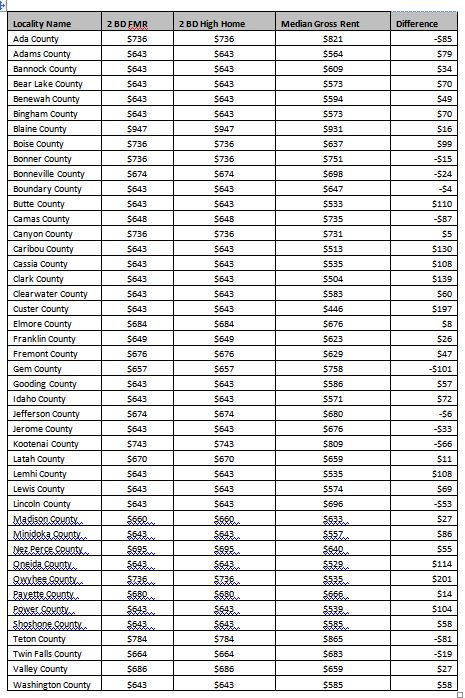 Locality Name 2 BD FMR 2 BD High Home Median Gross Rent Difference
Ada County $736 $736 $821 -$85
Adams County $643 $643 $564 $79
Bannock County $643 $643 $609 $34
Bear Lake County $643 $643 $573 $70
Benewah County $643 $643 $594 $49
Bingham County $643 $643 $573 $70
Blaine County $947 $947 $931 $16
Boise County $736 $736 $637 $99
Bonner County $736 $736 $751 -$15
Bonneville County $674 $674 $698 -$24
Boundary County $643 $643 $647 -$4
Butte County $643 $643 $533 $110
Camas County $648 $648 $735 -$87
Canyon County $736 $736 $731 $5
Caribou County $643 $643 $513 $130
Cassia County $643 $643 $535 $108
Clark County $643 $643 $504 $139
Clearwater County $643 $643 $583 $60
Custer County $643 $643 $446 $197
Elmore County $684 $684 $676 $8
Franklin County $649 $649 $623 $26
Fremont County $676 $676 $629 $47
Gem County $657 $657 $758 -$101
Gooding County $643 $643 $586 $57
Idaho County $643 $643 $571 $72
Jefferson County $674 $674 $680 -$6
Jerome County $643 $643 $676 -$33
Kootenai County $743 $743 $809 -$66
Latah County $670 $670 $659 $11
Lemhi County $643 $643 $535 $108
Lewis County $643 $643 $574 $69
Lincoln County $643 $643 $696 -$53
Madison County $660 $660 $633 $27
Minidoka County $643 $643 $557 $86
Nez Perce County $695 $695 $640 $55
Oneida County $643 $643 $529 $114
Owyhee County $736 $736 $535 $201
Payette County $680 $680 $666 $14
Power County $643 $643 $539 $104
Shoshone County $643 $643 $585 $58
Teton County $784 $784 $865 -$81
Twin Falls County $664 $664 $683 -$19
Valley County $686 $686 $659 $27
Washington County $643 $643 $585 $58